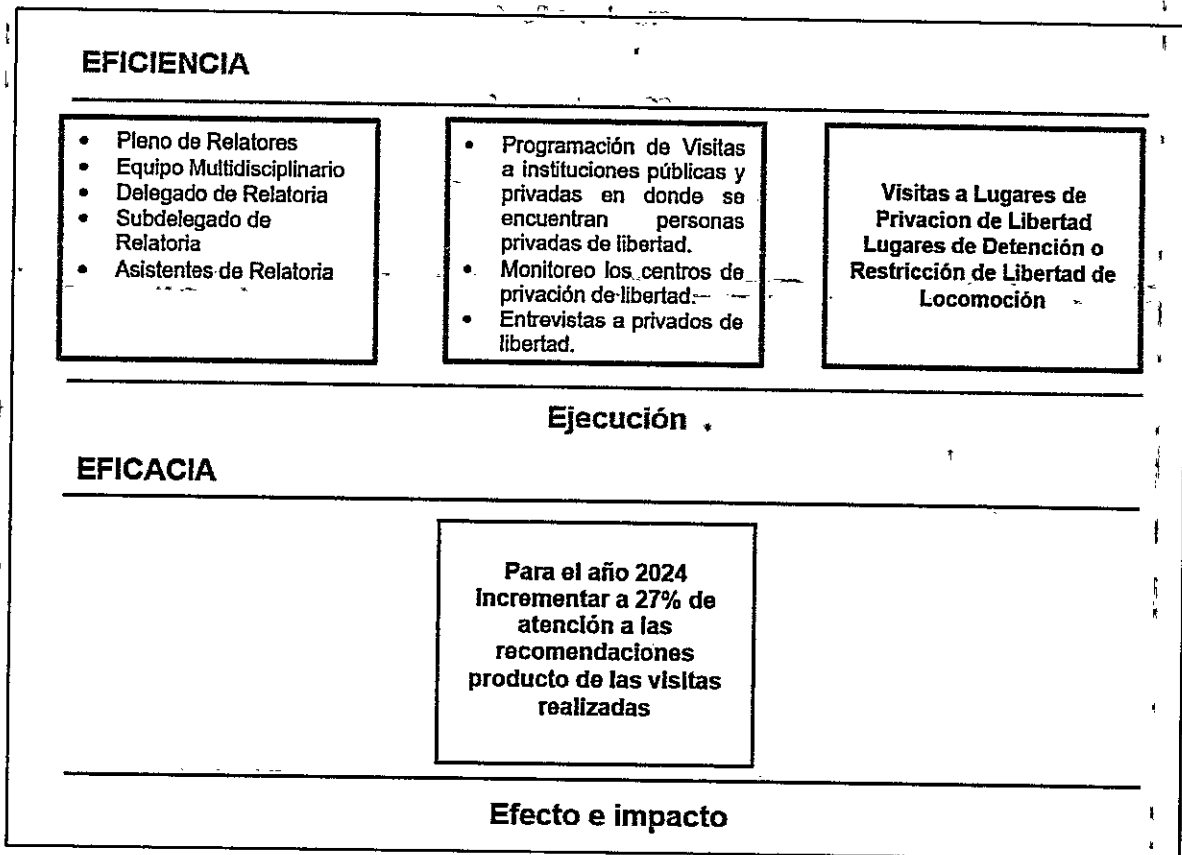 EFICIENCIA
• Pleno de Relatores
• Equipo Multidisciplinario
• Delegado de Relatoria
• Subdelegado de
Relatoria
• Asistentes de Relatoria
• Programación de Visitas
a instituciones públicas y
privadas en donde se
encuentran personas
privadas de libertad.
• Monitoreo los centros de
privación de libertad.
• Entrevistas a privados de
libertad.
Visitas a Lugares de
Privacion de Libertad
Lugares de Detención o
Restricción de Libertad de
Locomoción
Ejecución
EFICACIA
Para el año 2024
Incrementar a 27% de
atención a las
recomendaciones
producto de las visitas
realizadas
Efecto e impacto